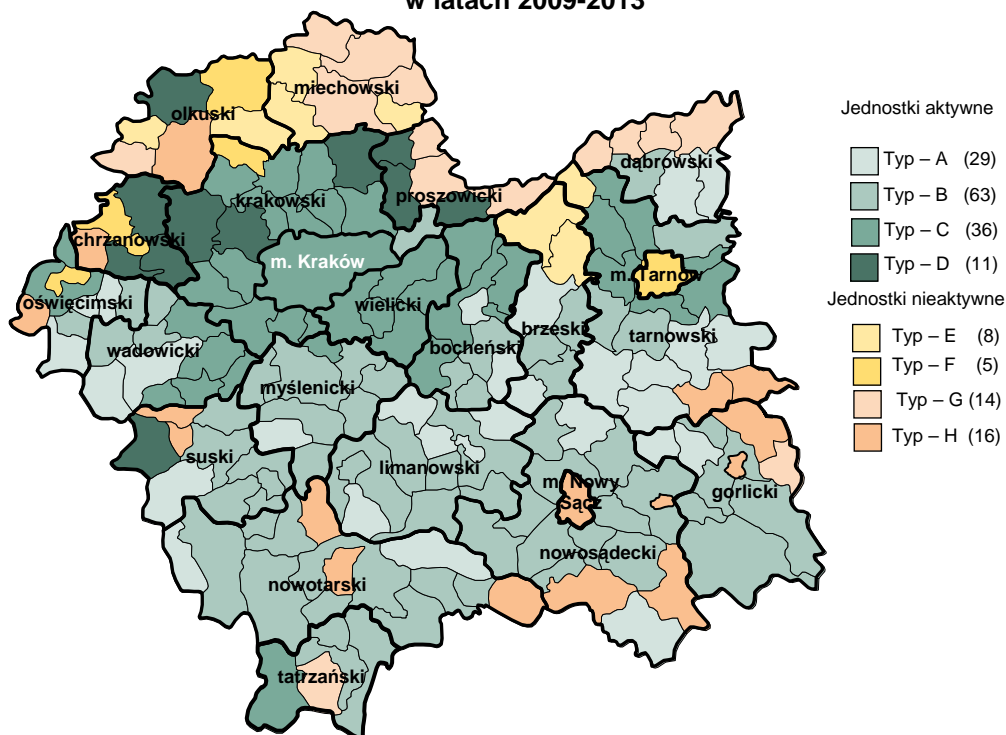 w latach 2009-2013
miechowski
olkuski
dąbrowski
proszowicki
krakowski
chrzanowski
m. Kraków
m. Tarnów
oświęcimski
wielicki
brzeski
tarnowski
wadowicki
bocheński
myślenicki
suski
limanowski
m. Nowy
Sącz
gorlicki
nowosądecki
nowotarski
tatrzański
Jednostki aktywne
Typ – A (29)
Typ – B (63)
Typ – C (36)
Typ – D (11)
Jednostki nieaktywne
Typ – E (8)
Typ – F (5)
Typ – G (14)
Typ – H (16)